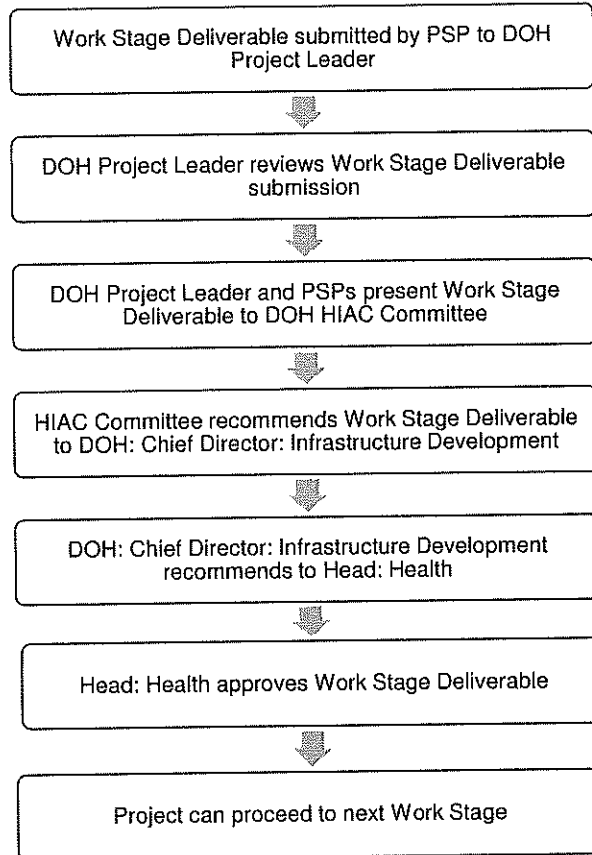 Work Stage Deliverable submitted by PSP to DOH
Project Leader
DOH Project Leader reviews Work Stage Deliverable
submission
DOH Project Leader and PSPs present Work Stage
Deliverable to DOH HIAC Committee
HIAC Committee recommends Work Stage Deliverable
to DOH: Chief Director: Infrastructure Development
DOH: Chief Director: Infrastructure Development
recommends to Head: Health
Head: Health approves Work Stage Deliverable
Project can proceed to next Work Stage